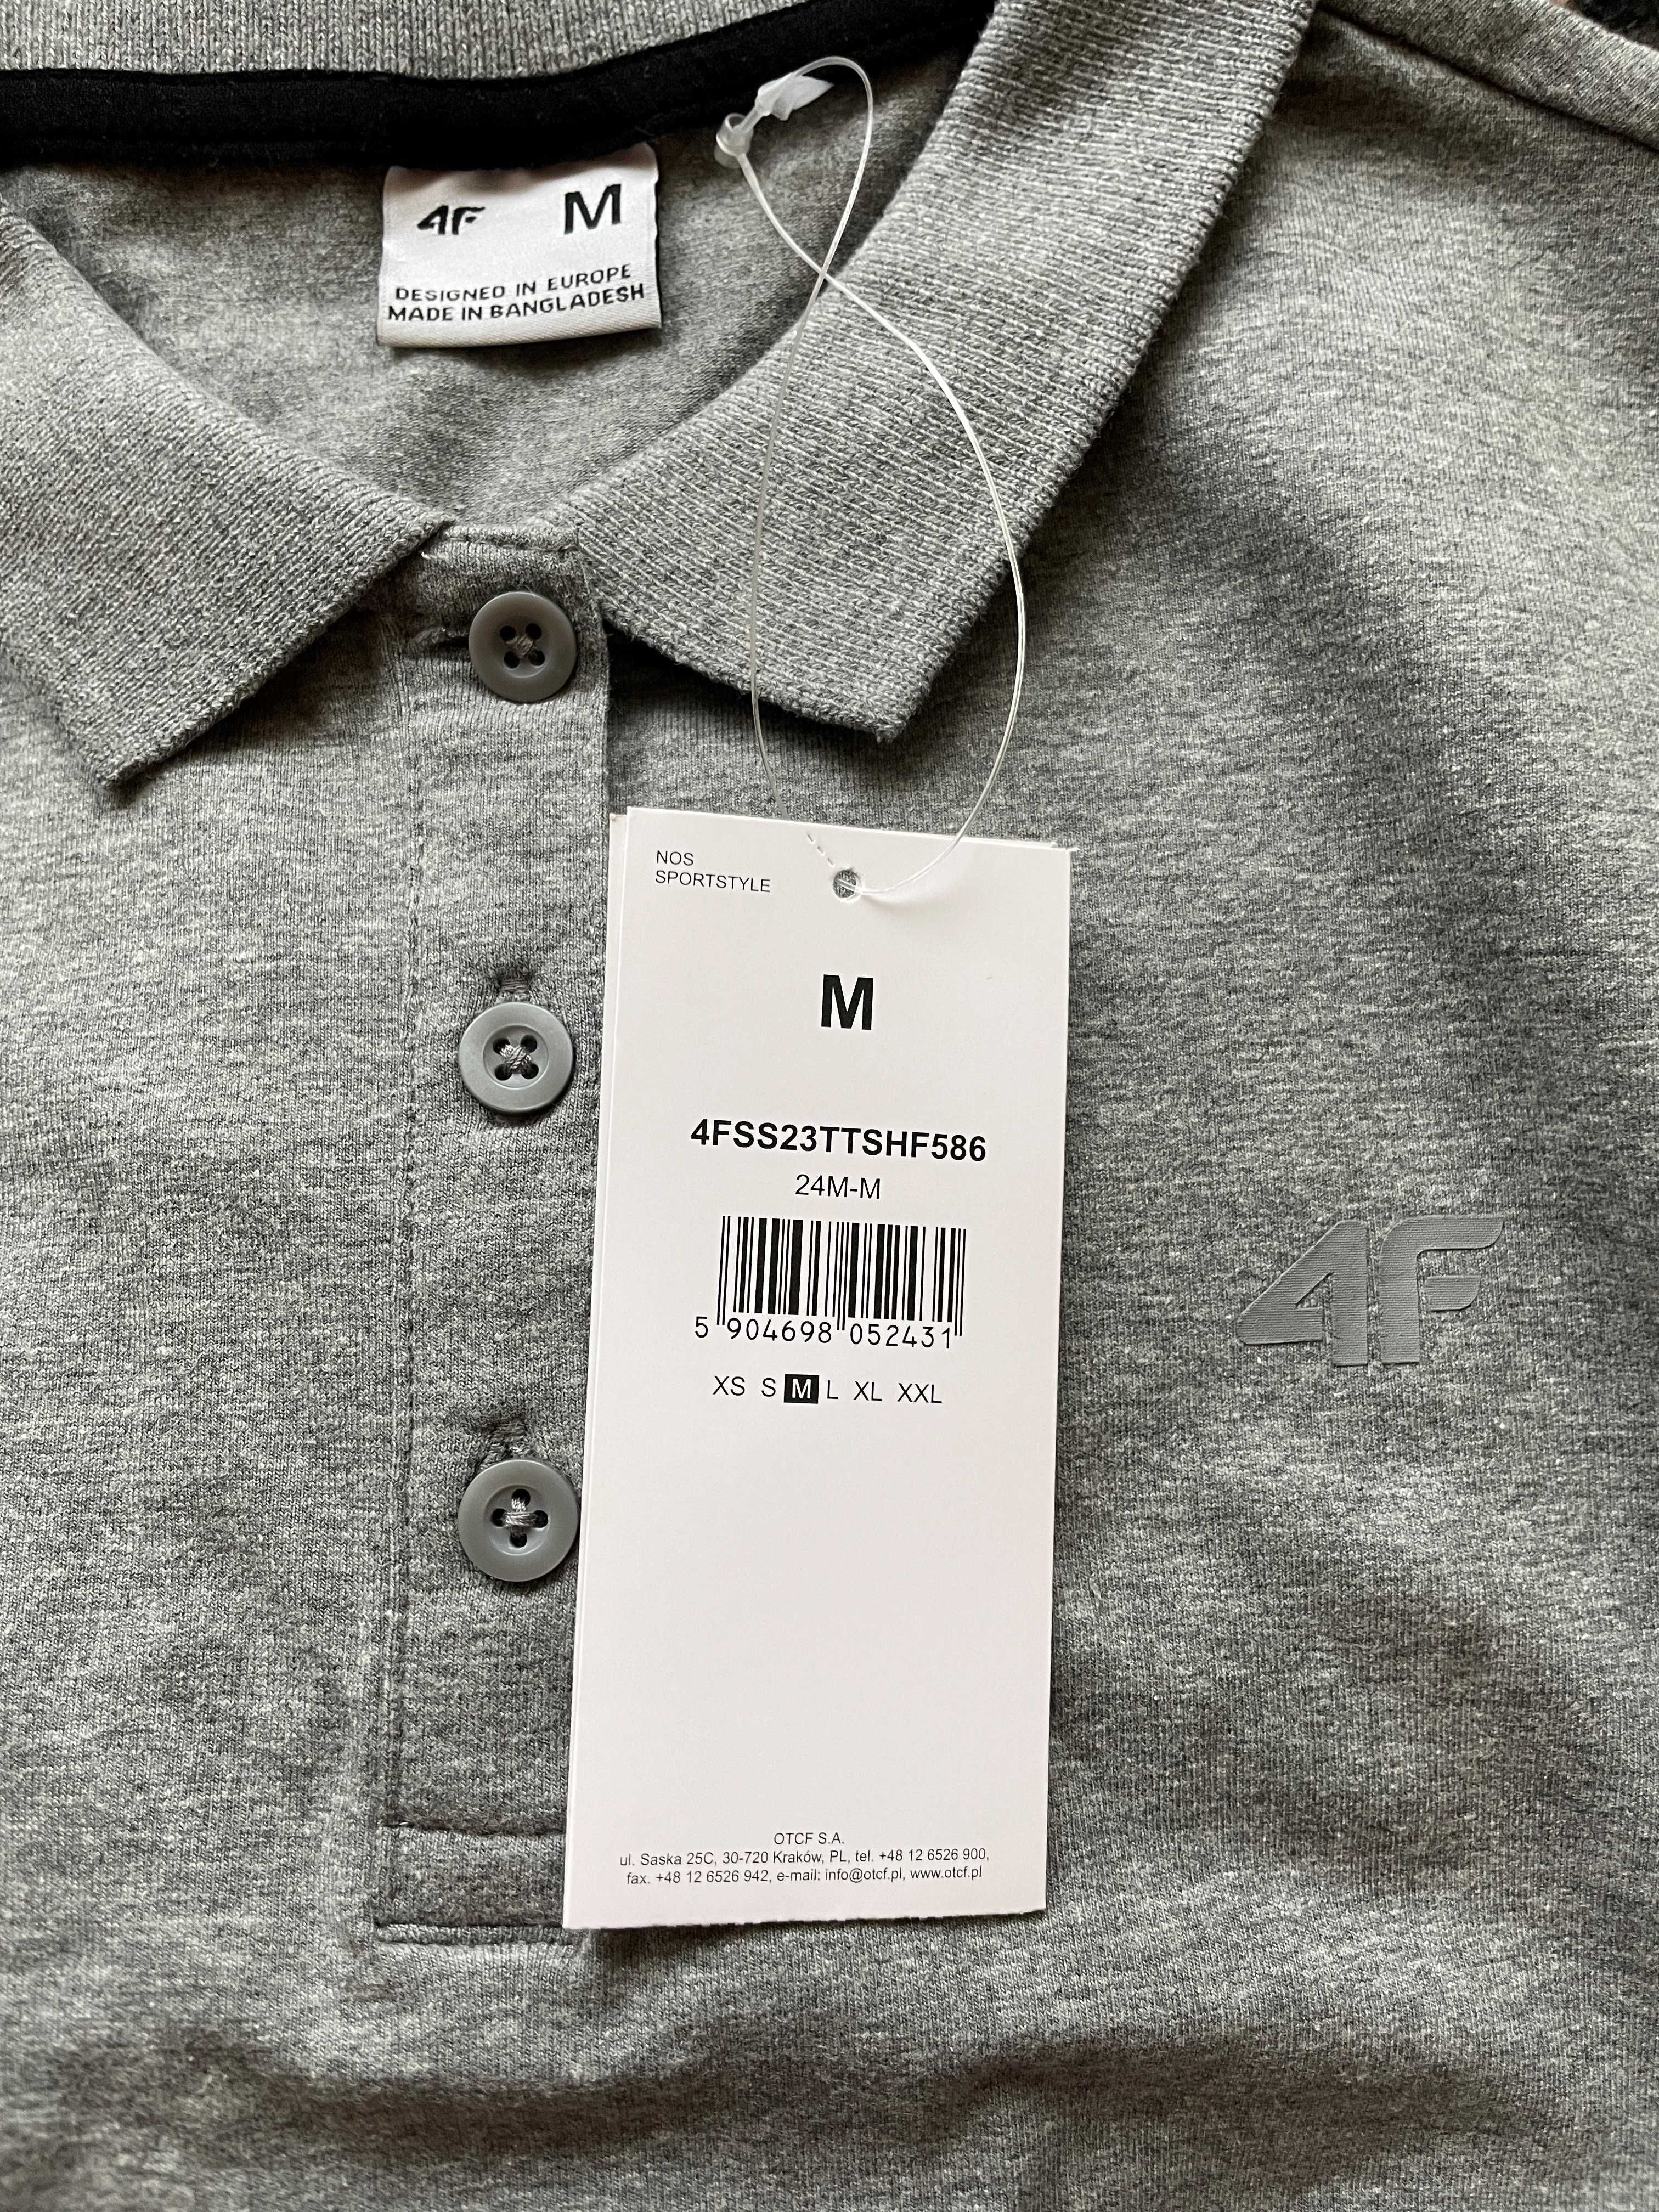 4F M
DESIGNED IN EUROPE
MADE IN BANGLADESH
NOS
SPORTSTYLE
M
4FSS23TTSHF586
24M-M
5 904698 052431
XS S M L XL XXL
4F
OTCF S.A.
ul. Saska 25C, 30-720 Kraków, PL, tel. +48 12 6526 900,
fax. +48 12 6526 942, e-mail: info@otcf.pl, www.otcf.pl